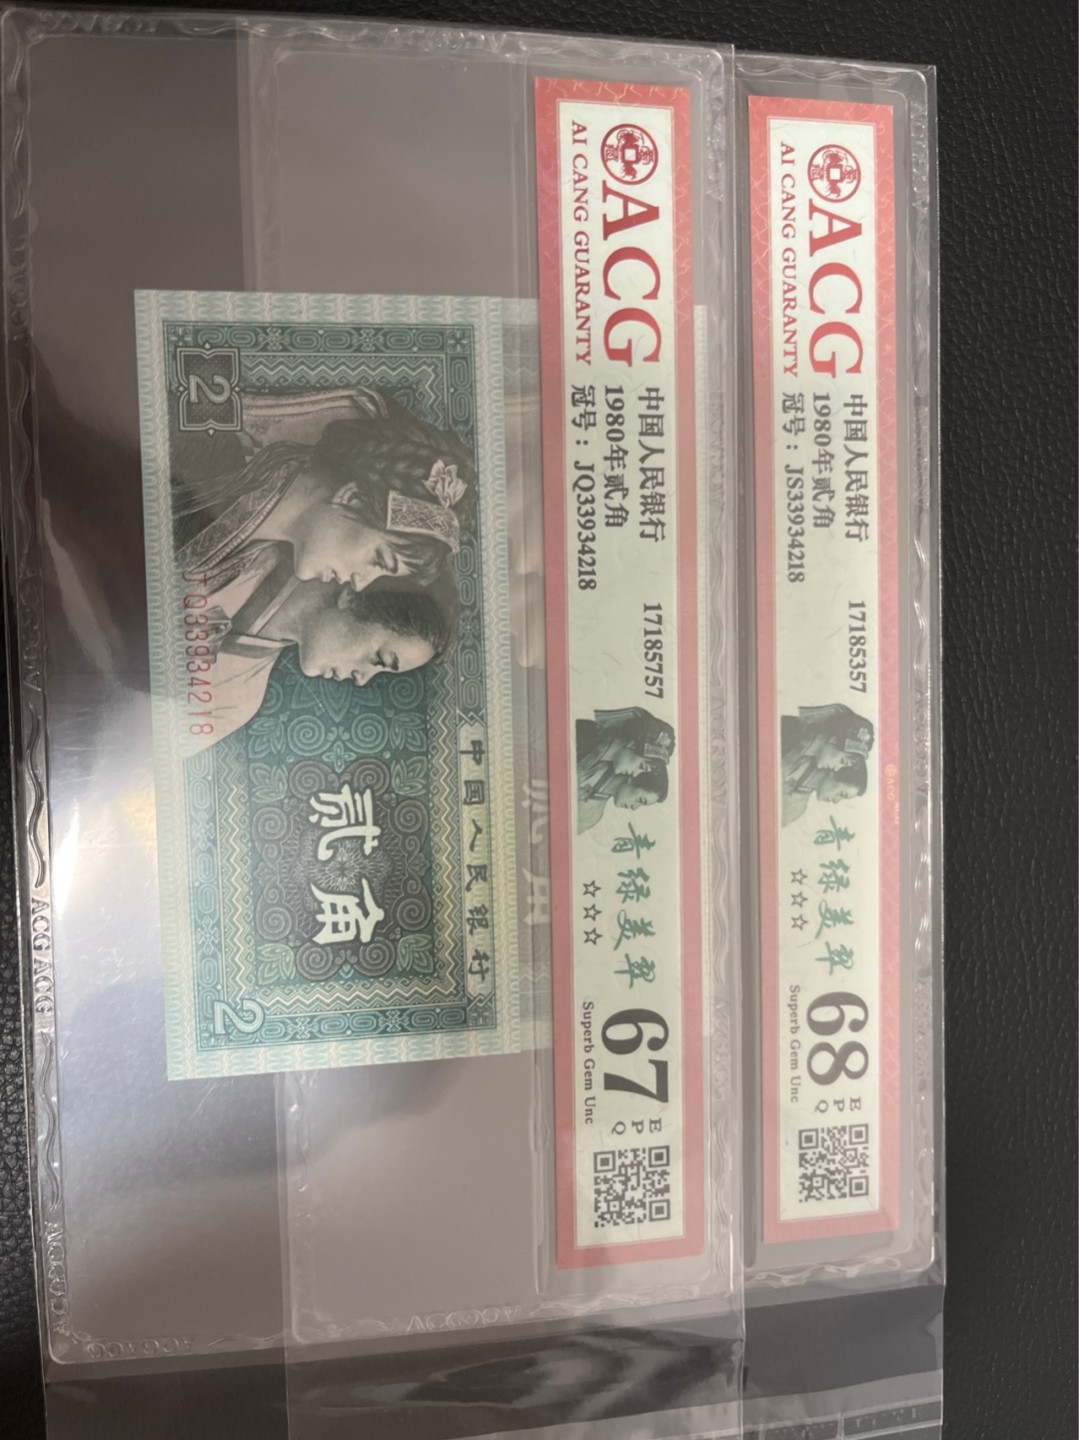 ACG
AI CANG GUARANTY
中国人民银行
1980年贰角
冠号：JS33934218
17185357
青绿美翠
☆☆☆
68
EPQ
Superb Gem Unc
ACG
AI CANG GUARANTY
中国人民银行
1980年贰角
冠号：JQ33934218
17185757
青绿美翠
☆☆☆
67
EPQ
Superb Gem Unc
中国人民银行
2
贰角
JQ33934218
2
ACGACG